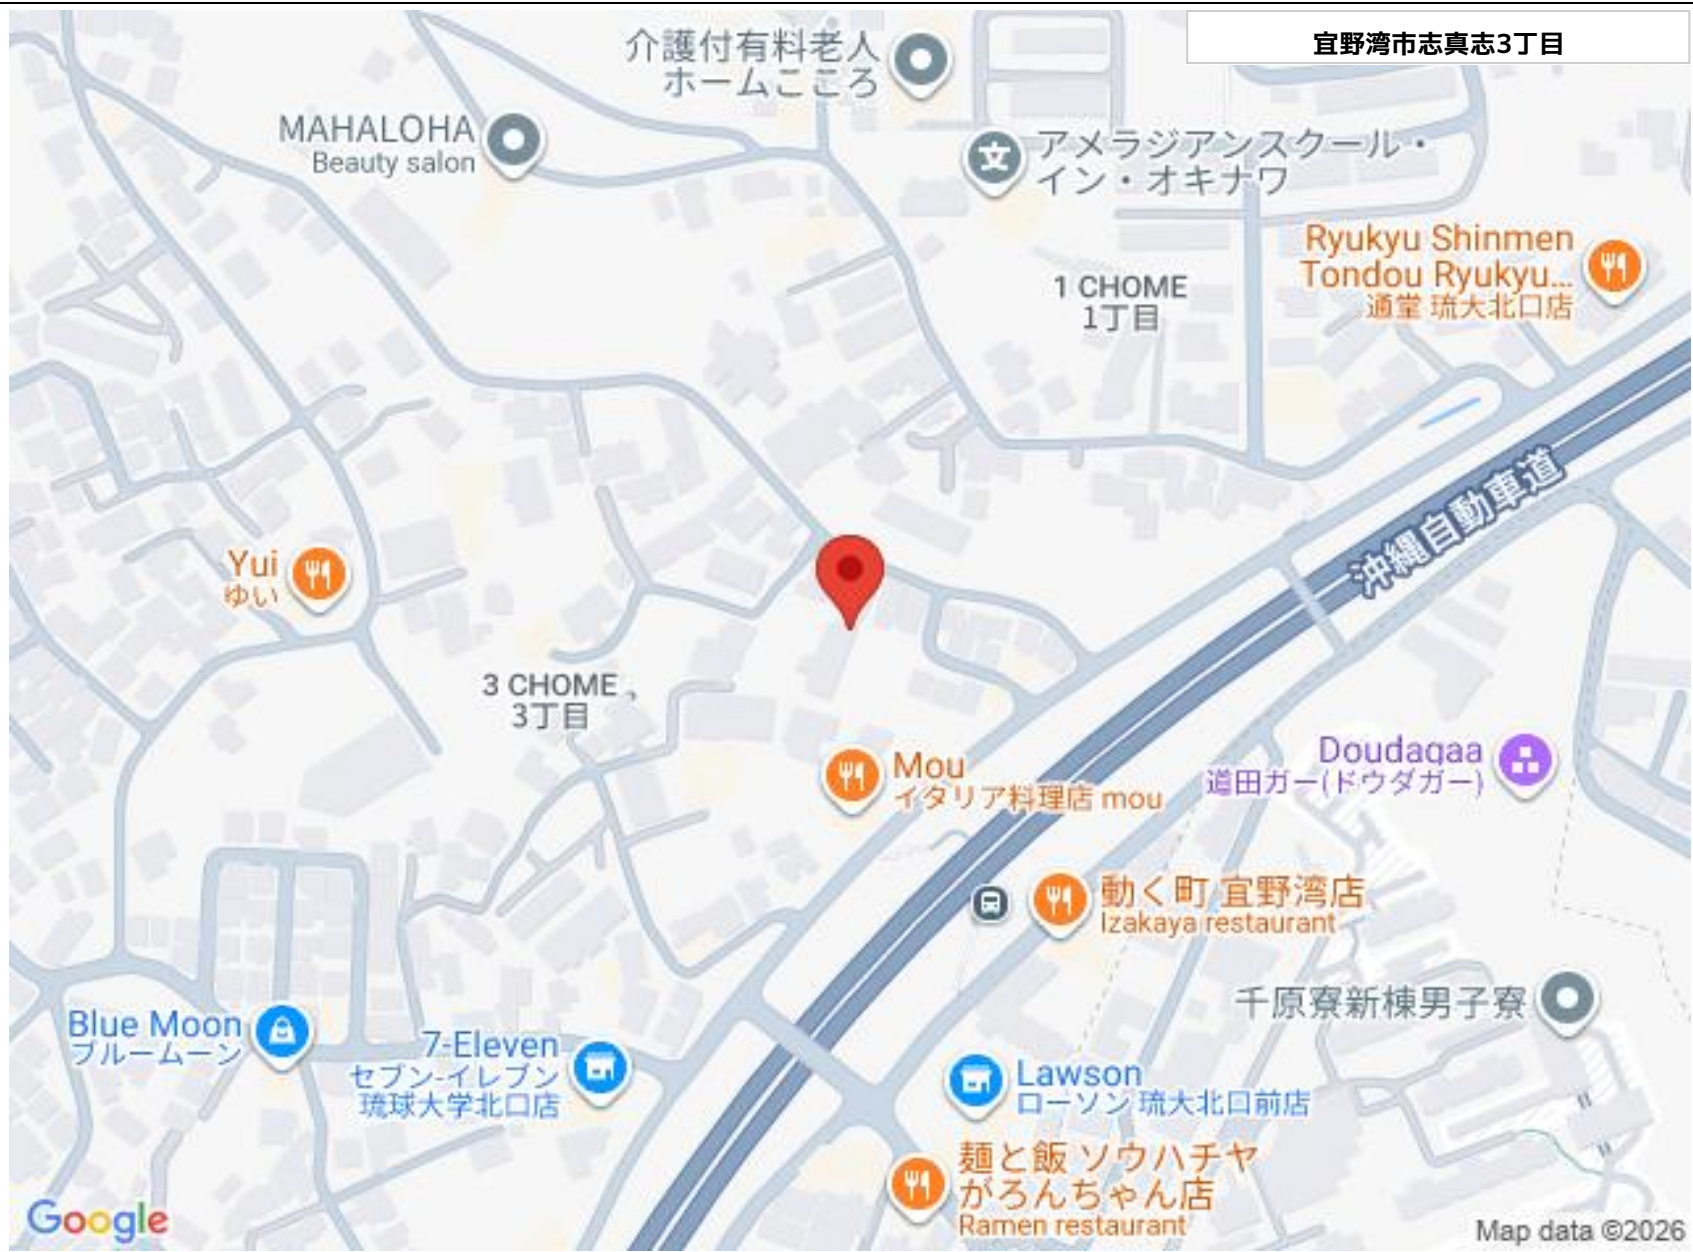 宜野湾市志真志3丁目
介護付有料老人
ホームこころ
MAHALOHA
Beauty salon
アメラジアンスクール・
イン・オキナワ
Ryukyu Shinmen
Tondou Ryukyu...
通堂 琉大北口店
1 CHOME
1丁目
沖縄自動車道
Yui
ゆい
3 CHOME
3丁目
Mou
イタリア料理店 mou
Doudagaa
道田ガー(ドウダガー)
動く町 宜野湾店
Izakaya restaurant
千原寮新棟男子寮
Blue Moon
ブルームーン
7-Eleven
セブン-イレブン
琉球大学北口店
Lawson
ローソン 琉大北口前店
麺と飯 ソウハチヤ
がろんちゃん店
Ramen restaurant
Google
Map data ©2026